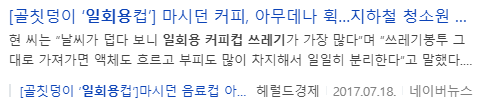 [골칫덩이 ‘일회용컵’] 마시던 커피, 아무데나 휙…지하철 청소원 ...
현 씨는 “날씨가 덥다 보니 일회용 커피컵 쓰레기가 가장 많다”며 “쓰레기봉투 그
대로 가져가면 액체도 흐르고 부피도 많이 차지해서 일일히 분리한다”고 말했다....
[골칫덩이 ‘일회용컵’]마시던 음료컵 아... 헤럴드경제 2017.07.18. 네이버뉴스